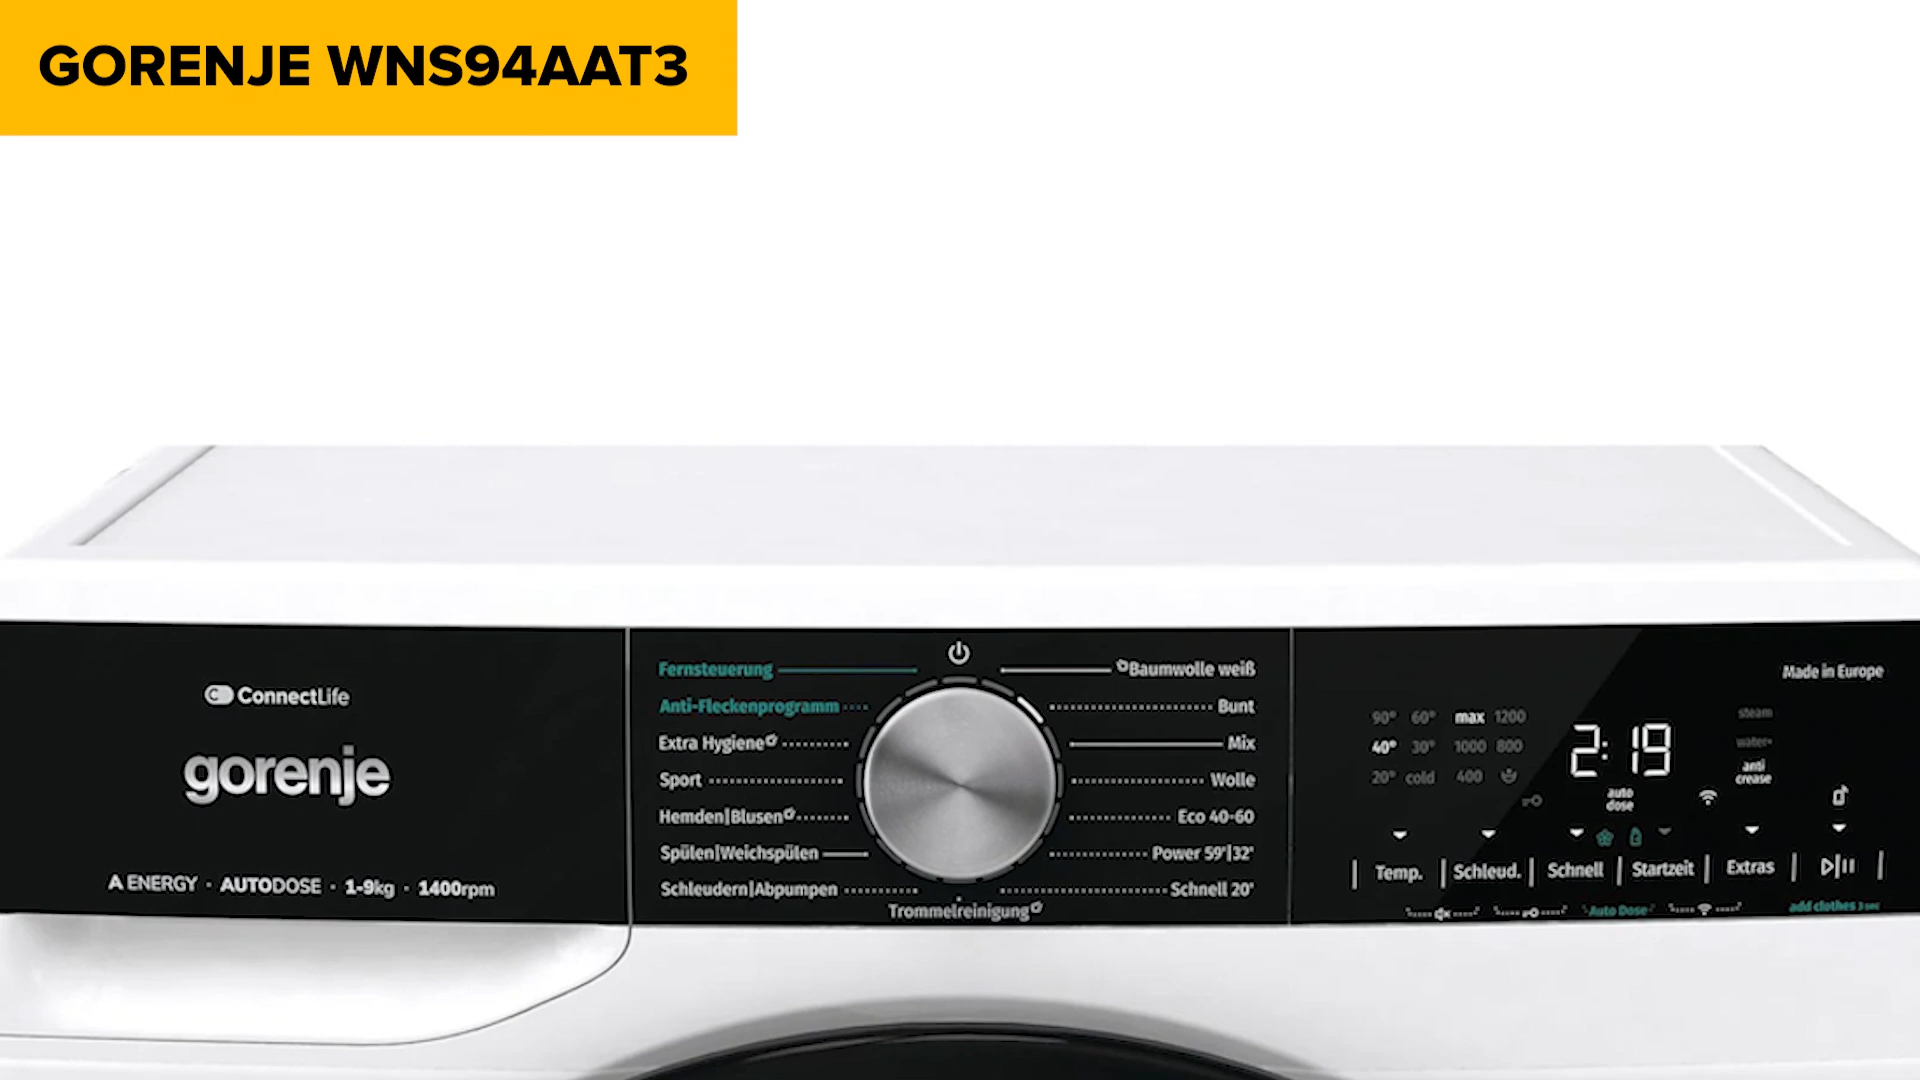 GORENJE WNS94AAT3
ConnectLife
gorenje
A ENERGY · AUTODOSE · 1-9kg · 1400rpm
Fernsteuerung
Anti-Fleckenprogramm
Extra Hygiene
Sport
Hemden|Blusen
Spülen|Weichspülen
Schleudern|Abpumpen
Trommelreinigung
Baumwolle weiß
Bunt
Mix
Wolle
Eco 40-60
Power 59'|32'
Schnell 20'
Made in Europe
90° 60° max 1200
40° 30° 1000 800
20° cold 400
2:19
steam
water+
anti
crease
auto
dose
Temp. Schleud. Schnell Startzeit Extras
Auto Dose
add clothes 3 sec